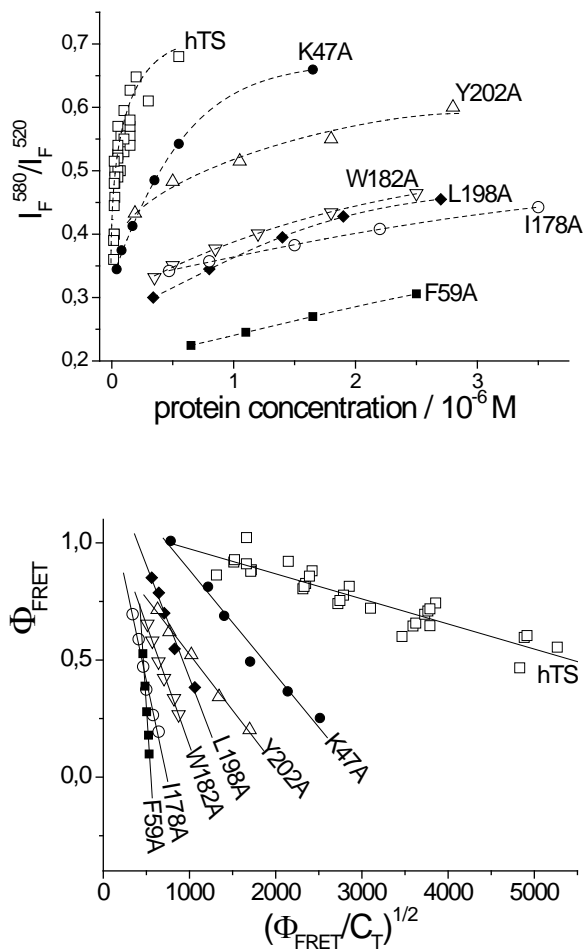 hTS
K47A
Y202A
W182A
L198A
I178A
F59A
0,7
0,6
0,5
0,4
0,3
0,2
I_F^580/I_F^520
0 1 2 3
protein concentration / 10^-6 M
1,0
0,5
0,0
Φ_FRET
hTS
K47A
Y202A
L198A
W182A
I178A
F59A
0 1000 2000 3000 4000 5000
(Φ_FRET/C_T)^1/2